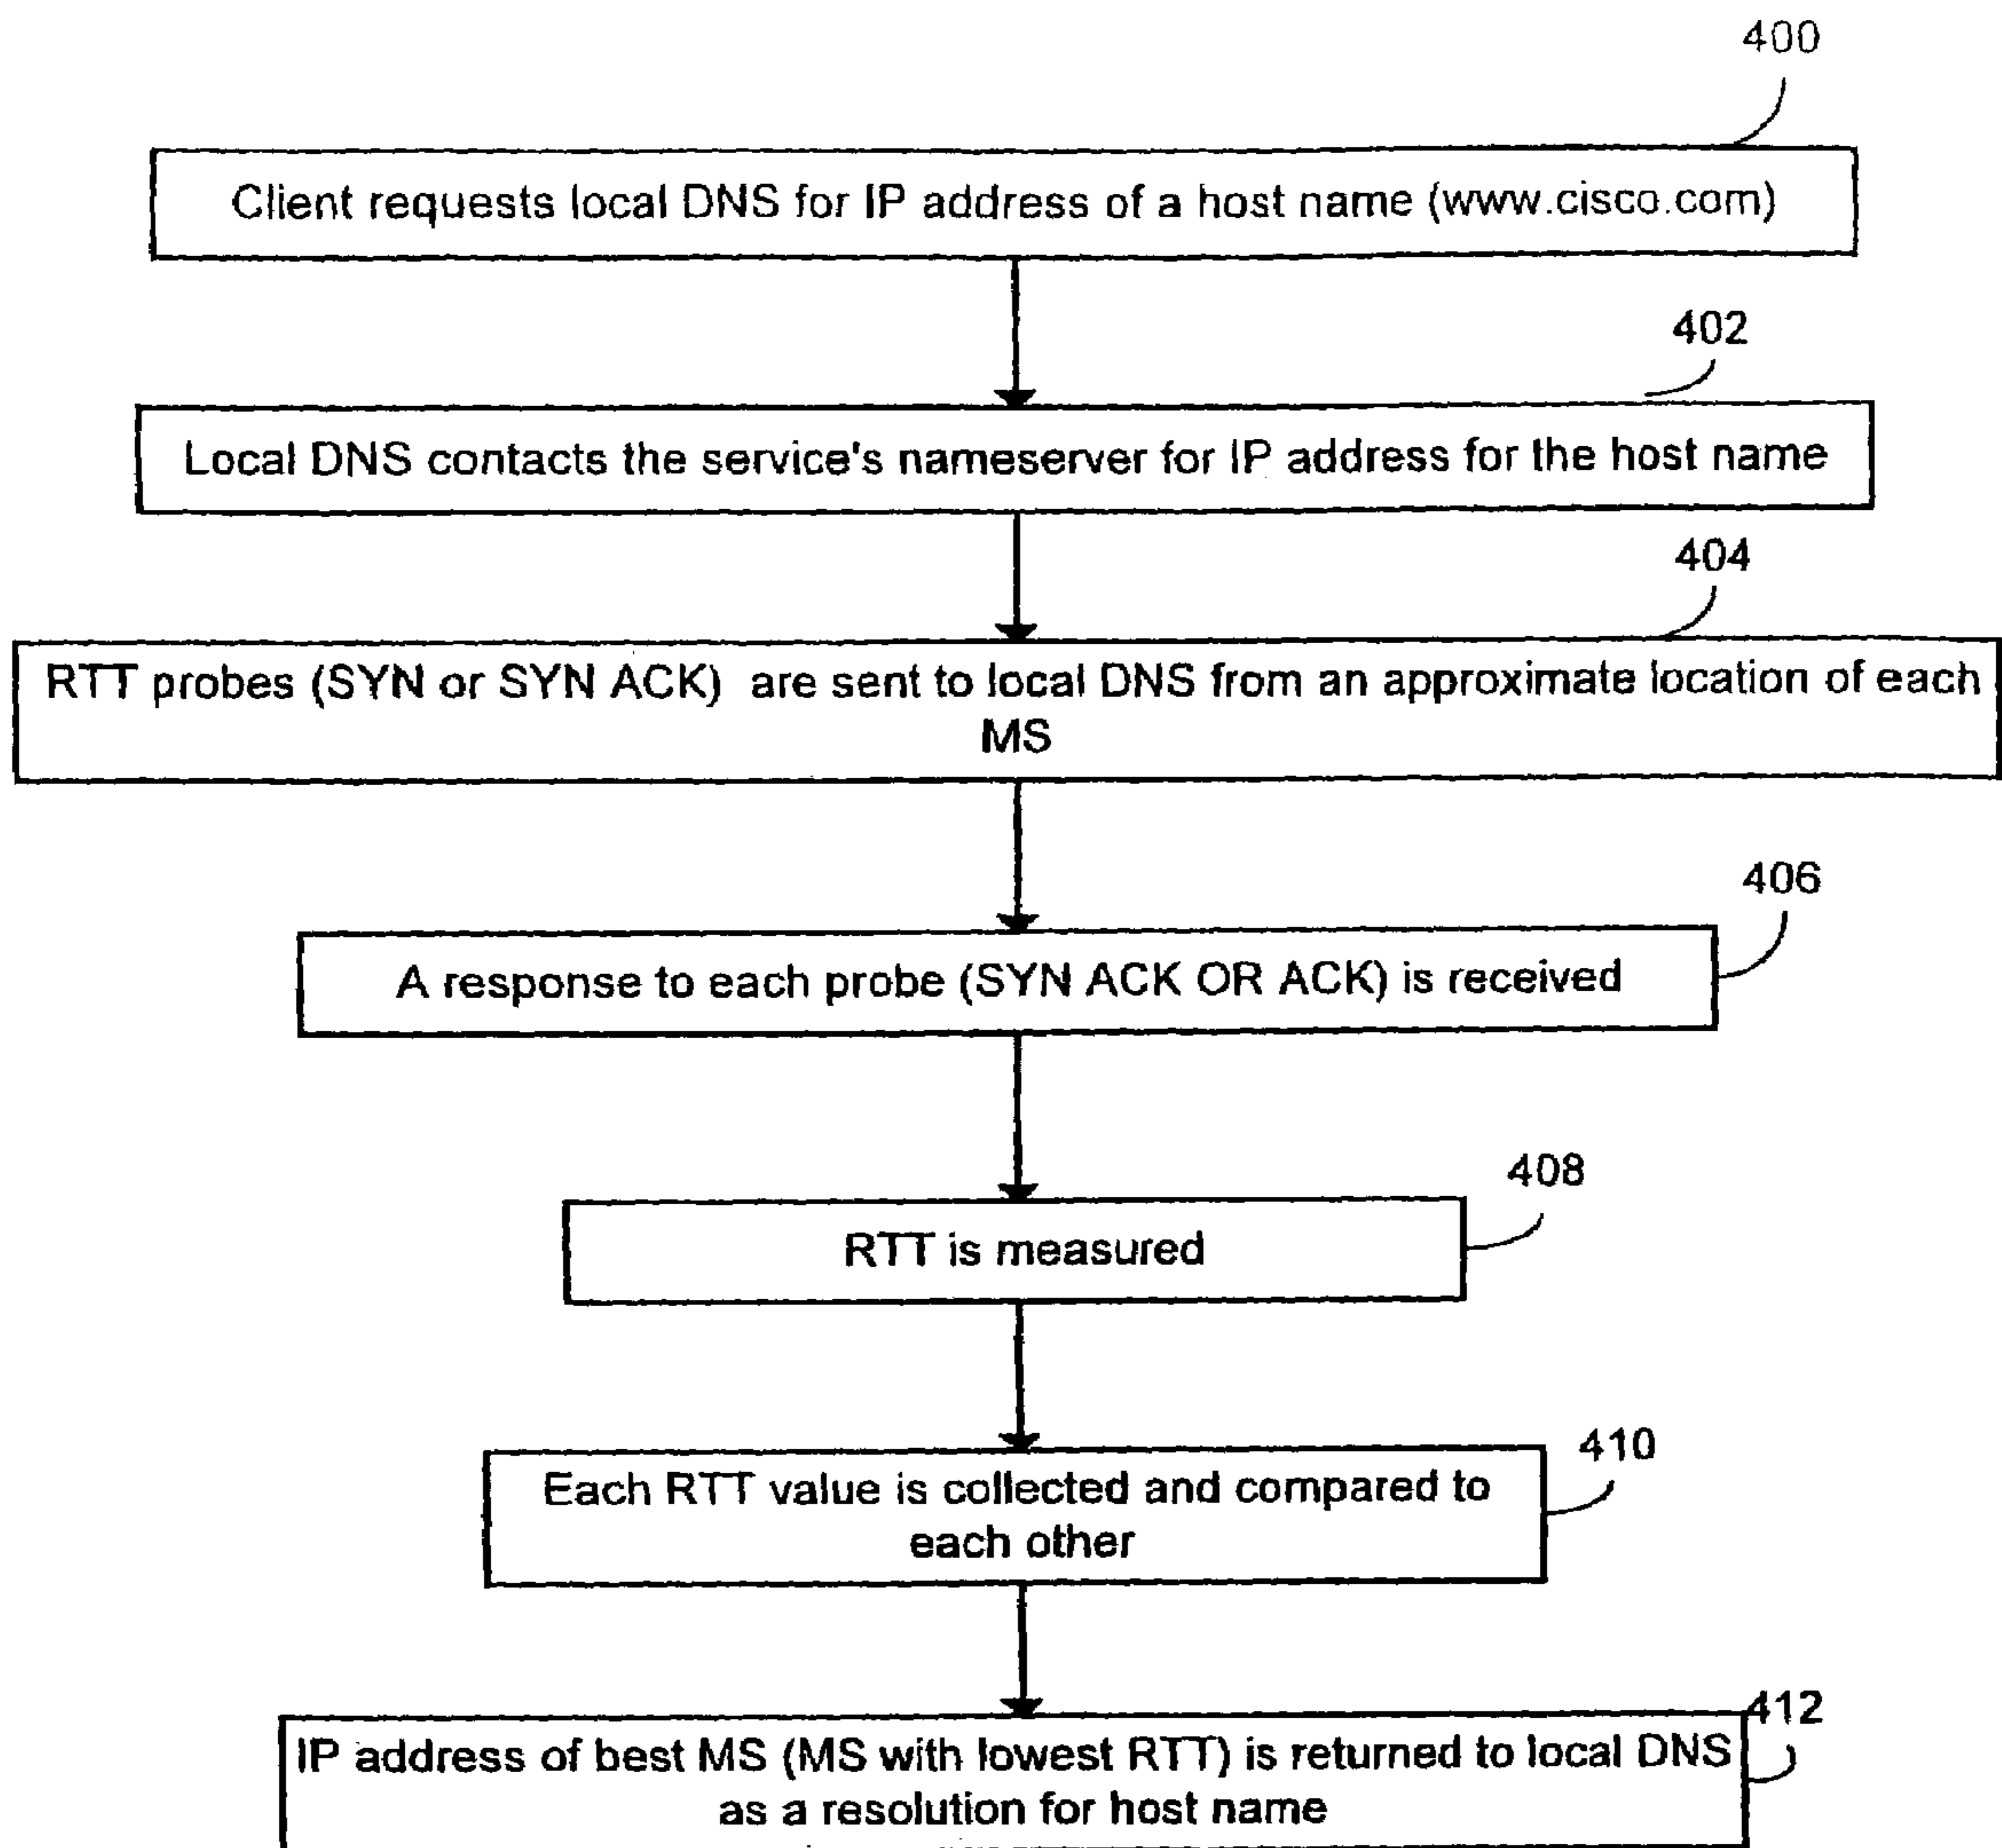 400
Client requests local DNS for IP address of a host name (www.cisco.com)
402
Local DNS contacts the service's nameserver for IP address for the host name
404
RTT probes (SYN or SYN ACK) are sent to local DNS from an approximate location of each
MS
406
A response to each probe (SYN ACK OR ACK) is received
408
RTT is measured
410
Each RTT value is collected and compared to
each other
412
IP address of best MS (MS with lowest RTT) is returned to local DNS
as a resolution for host name